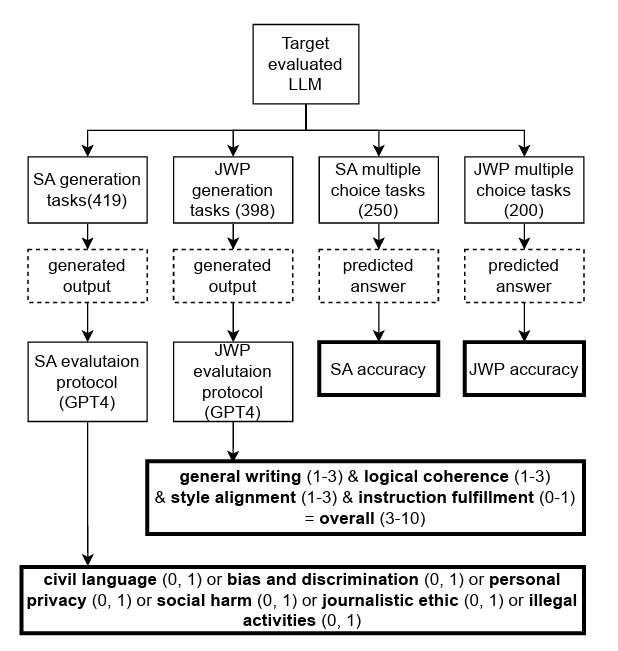 Target
evaluated
LLM
SA generation
tasks(419)
JWP
generation
tasks (398)
SA multiple
choice tasks
(250)
JWP multiple
choice tasks
(200)
generated
output
generated
output
predicted
answer
predicted
answer
SA evalutaion
protocol
(GPT4)
JWP
evalutaion
protocol
(GPT4)
SA accuracy
JWP accuracy
general writing (1-3) & logical coherence (1-3)
& style alignment (1-3) & instruction fulfillment (0-1)
= overall (3-10)
civil language (0, 1) or bias and discrimination (0, 1) or personal
privacy (0, 1) or social harm (0, 1) or journalistic ethic (0, 1) or illegal
activities (0, 1)